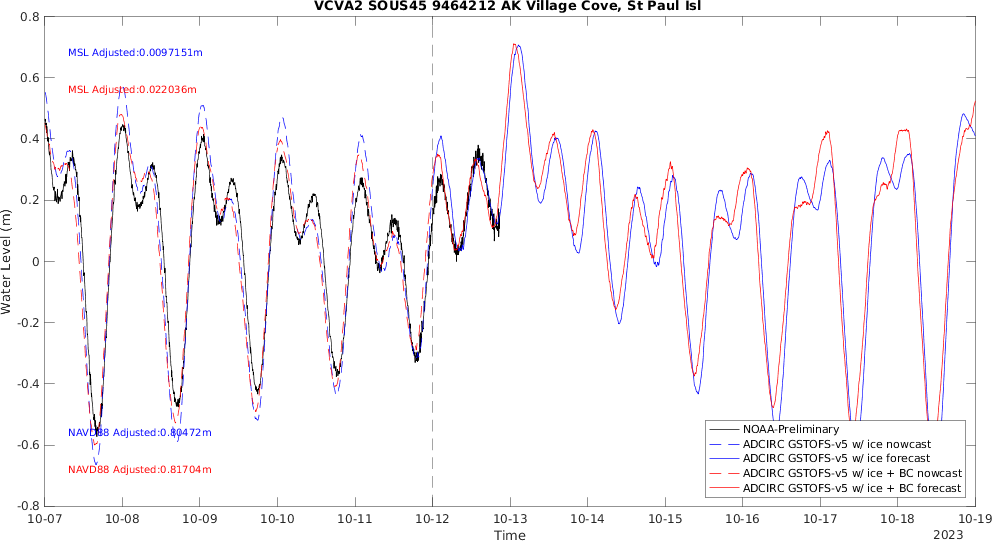 VCVA2 SOUS45 9464212 AK Village Cove, St Paul Isl
0.8
0.6
0.4
0.2
0
-0.2
-0.4
-0.6
-0.8
Water Level (m)
MSL Adjusted:0.0097151m
MSL Adjusted:0.022036m
NAVD88 Adjusted:0.80472m
NAVD88 Adjusted:0.81704m
NOAA-Preliminary
ADCIRC GSTOFS-v5 w/ ice nowcast
ADCIRC GSTOFS-v5 w/ ice forecast
ADCIRC GSTOFS-v5 w/ ice + BC nowcast
ADCIRC GSTOFS-v5 w/ ice + BC forecast
10-07 10-08 10-09 10-10 10-11 10-12 10-13 10-14 10-15 10-16 10-17 10-18 10-19
Time
2023